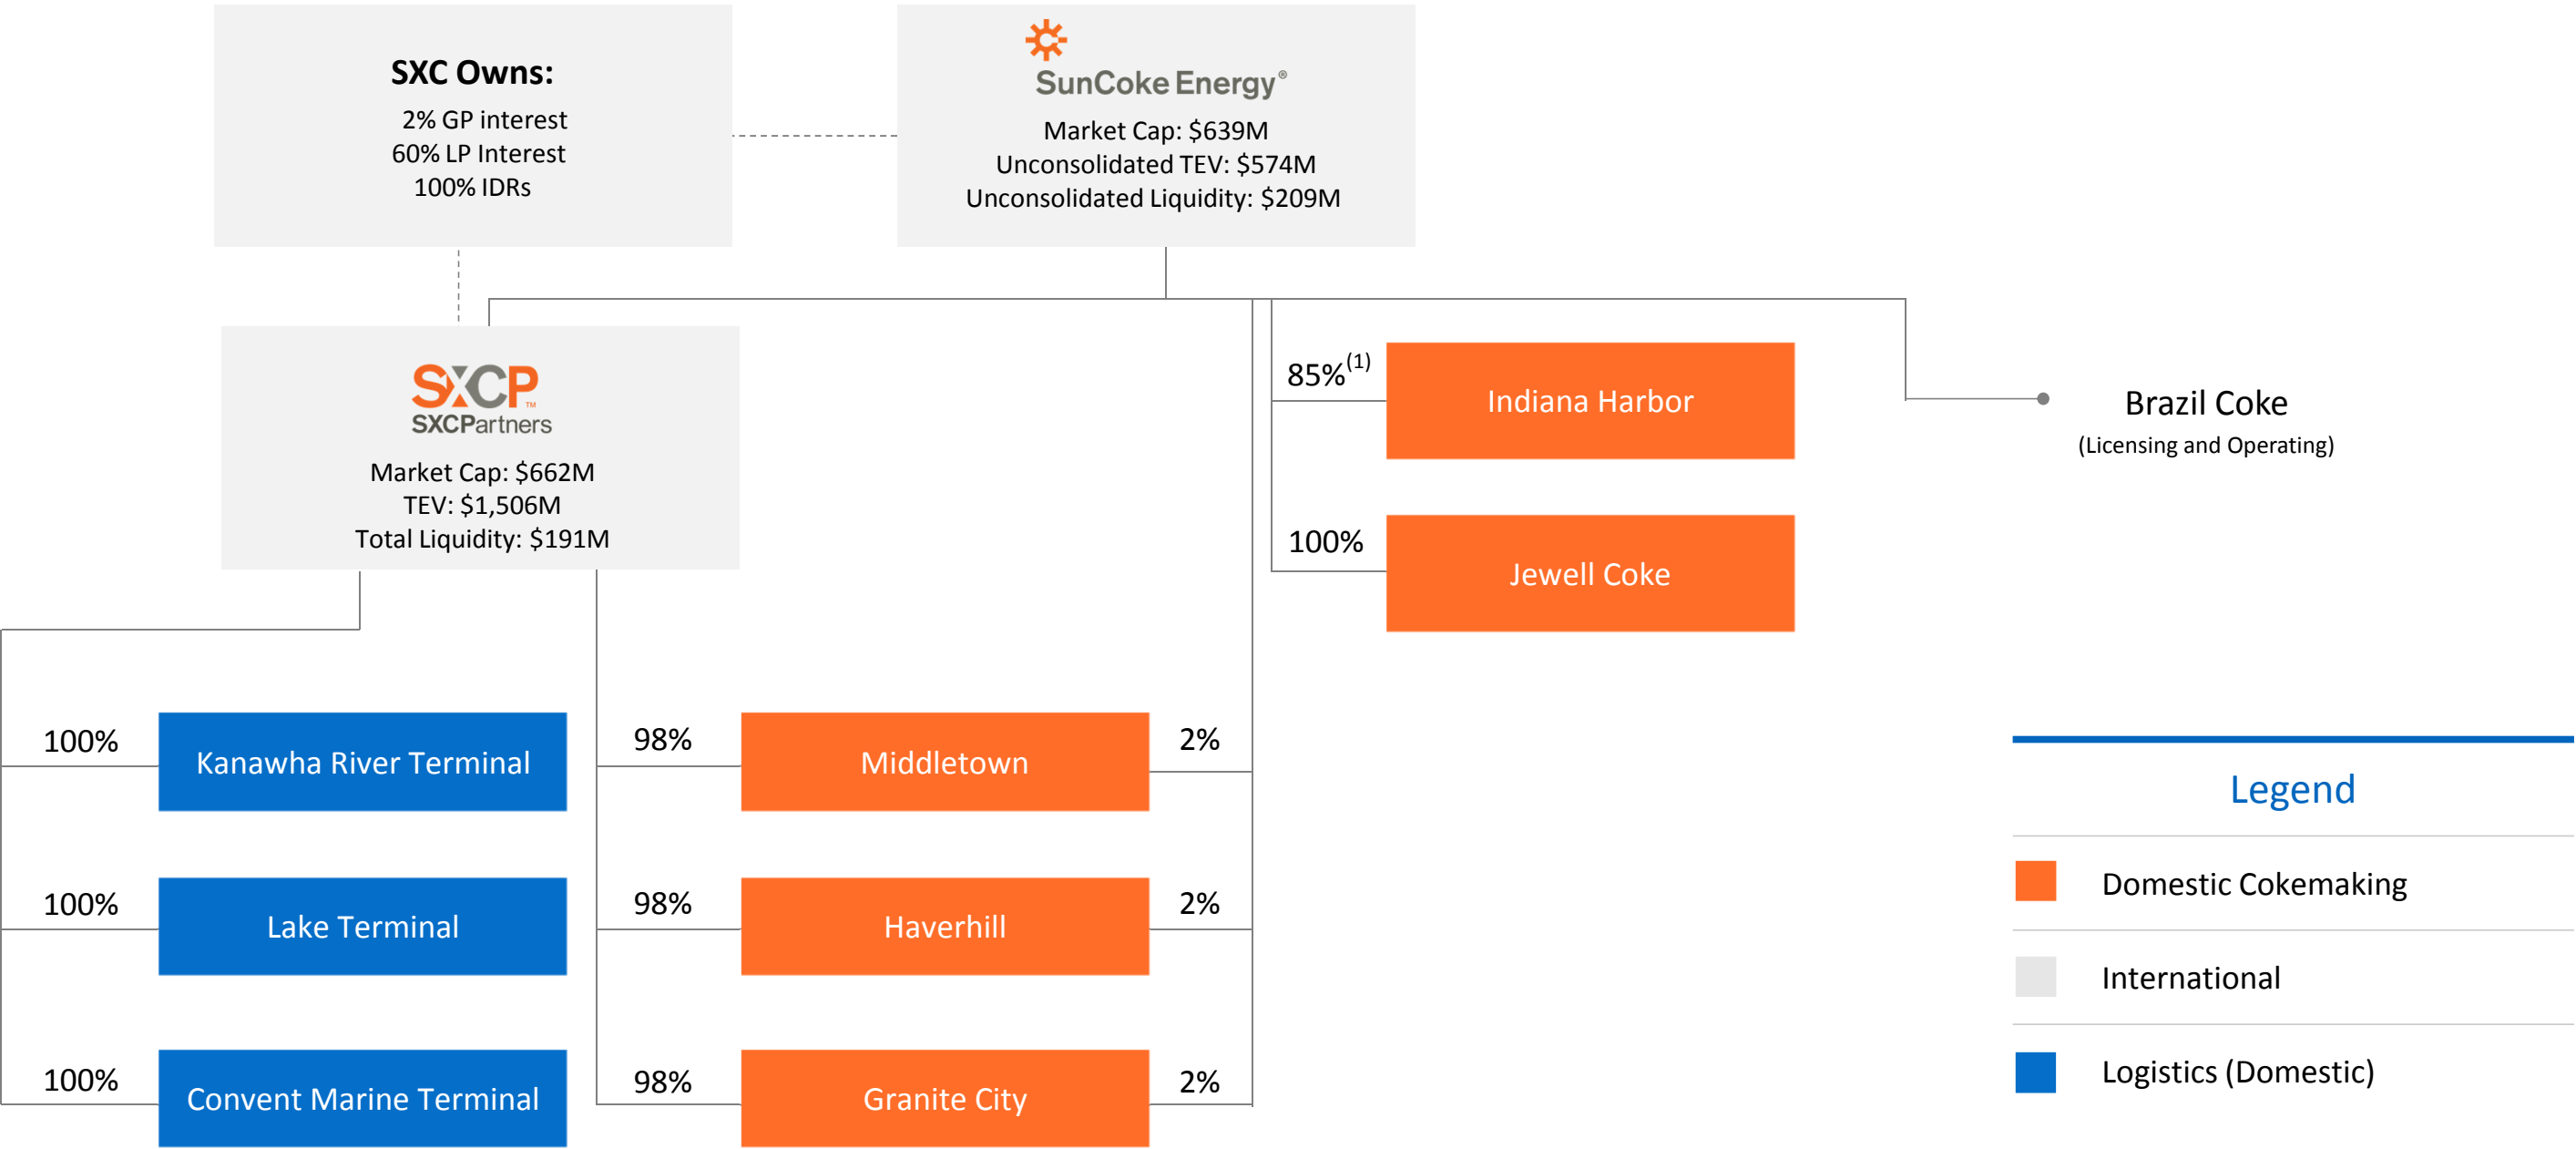 SXC Owns:
2% GP interest
60% LP Interest
100% IDRs
SunCoke Energy®
Market Cap: $639M
Unconsolidated TEV: $574M
Unconsolidated Liquidity: $209M
SXCP™
SXCPartners
Market Cap: $662M
TEV: $1,506M
Total Liquidity: $191M
85%(1)
Indiana Harbor
100%
Jewell Coke
Brazil Coke
(Licensing and Operating)
100%
Kanawha River Terminal
98%
Middletown
2%
100%
Lake Terminal
98%
Haverhill
2%
100%
Convent Marine Terminal
98%
Granite City
2%
Legend
Domestic Cokemaking
International
Logistics (Domestic)